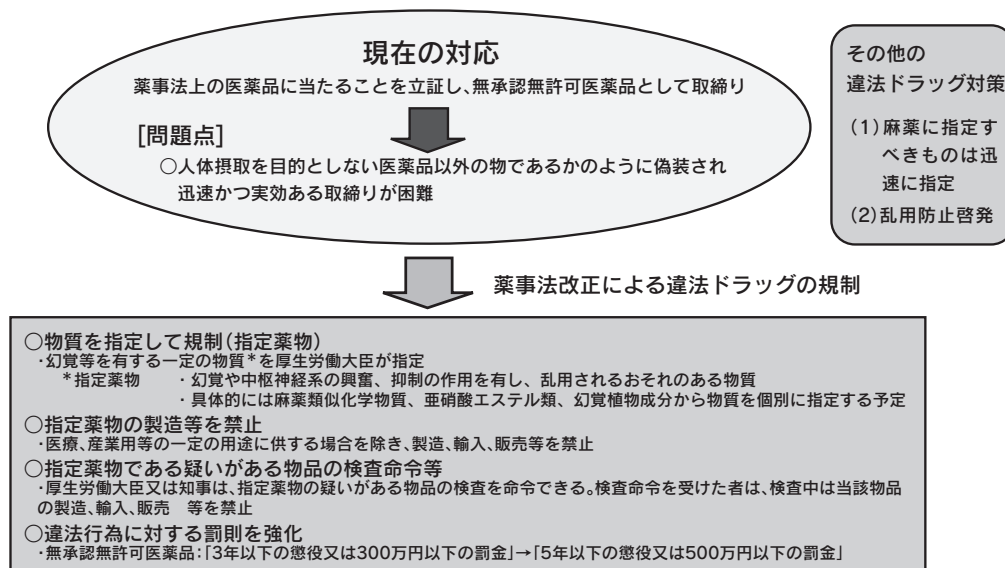 現在の対応
薬事法上の医薬品に当たることを立証し、無承認無許可医薬品として取締り
[問題点]
○人体摂取を目的としない医薬品以外の物であるかのように偽装され
迅速かつ実効ある取締りが困難
その他の
違法ドラッグ対策
(1)麻薬に指定す
べきものは迅
速に指定
(2)乱用防止啓発
薬事法改正による違法ドラッグの規制
○物質を指定して規制(指定薬物)
・幻覚等を有する一定の物質*を厚生労働大臣が指定
*指定薬物 ・幻覚や中枢神経系の興奮、抑制の作用を有し、乱用されるおそれのある物質
・具体的には麻薬類似化学物質、亜硝酸エステル類、幻覚植物成分から物質を個別に指定する予定
○指定薬物の製造等を禁止
・医療、産業用等の一定の用途に供する場合を除き、製造、輸入、販売等を禁止
○指定薬物である疑いがある物品の検査命令等
・厚生労働大臣又は知事は、指定薬物の疑いがある物品の検査を命令できる。検査命令を受けた者は、検査中は当該物品
の製造、輸入、販売 等を禁止
○違法行為に対する罰則を強化
・無承認無許可医薬品:「3年以下の懲役又は300万円以下の罰金」→「5年以下の懲役又は500万円以下の罰金」